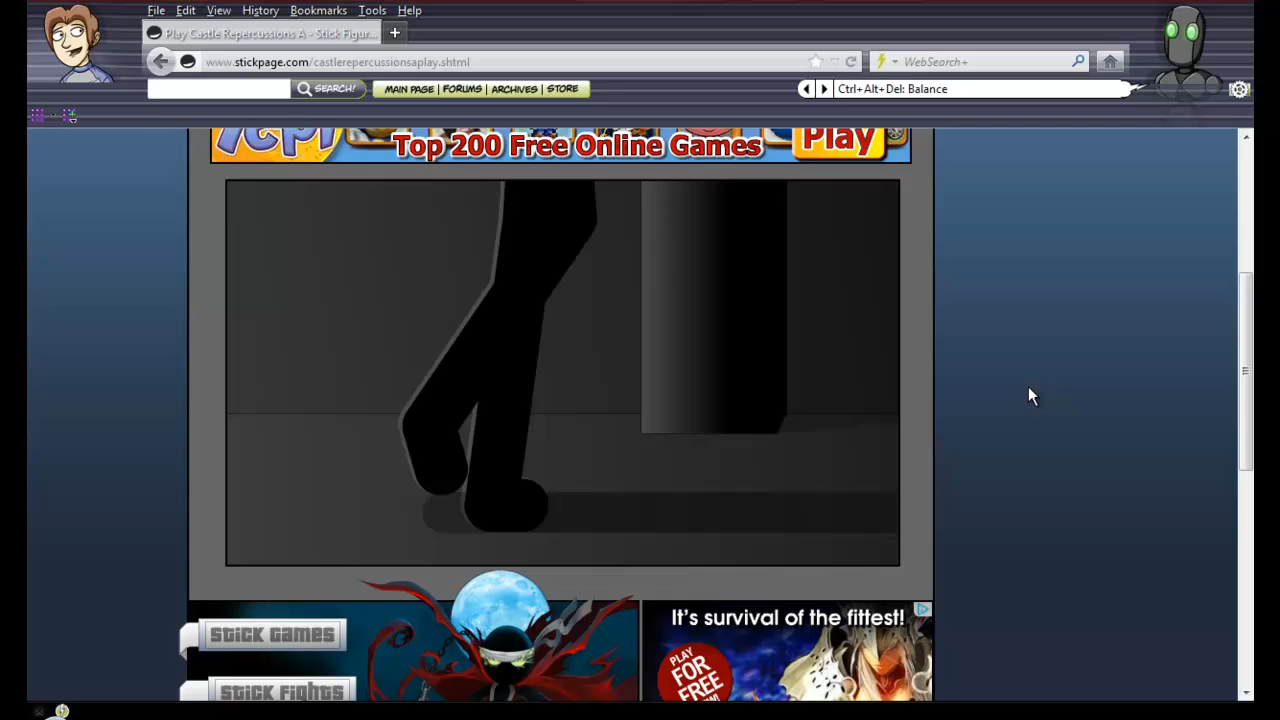 File Edit View History Bookmarks Tools Help
Play Castle Repercussions A - Stick Figur...
+
www.stickpage.com/castlerepercussionsaplay.shtml
WebSearch+
SEARCH!
MAIN PAGE | FORUMS | ARCHIVES | STORE
Ctrl+Alt+Del: Balance
Top 200 Free Online Games
Play
STICK GAMES
It's survival of the fittest!
PLAY
FOR
FREE
STICK FIGHTS